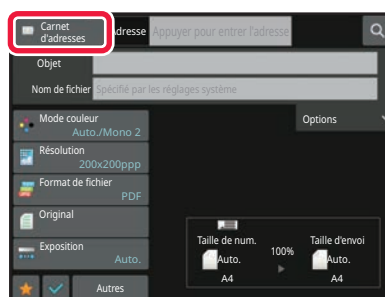 Carnet
d'adresses
dresse
Appuyer pour entrer l'adresse
Objet
Nom de fichier
Spécifié par les réglages système
Mode couleur
Auto./Mono 2
Options
Résolution
200x200ppp
Format de fichier
PDF
Original
Exposition
Auto.
Taille de num.
Auto.
A4
100%
Taille d'envoi
Auto.
A4
Autres